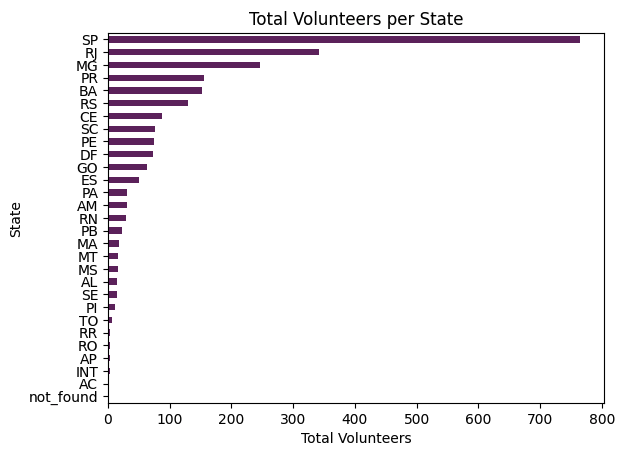 Total Volunteers per State
SP
RJ
MG
PR
BA
RS
CE
SC
PE
DF
GO
ES
PA
AM
RN
PB
MA
MT
MS
AL
SE
PI
TO
RR
RO
AP
INT
AC
not_found
State
0 100 200 300 400 500 600 700 800
Total Volunteers